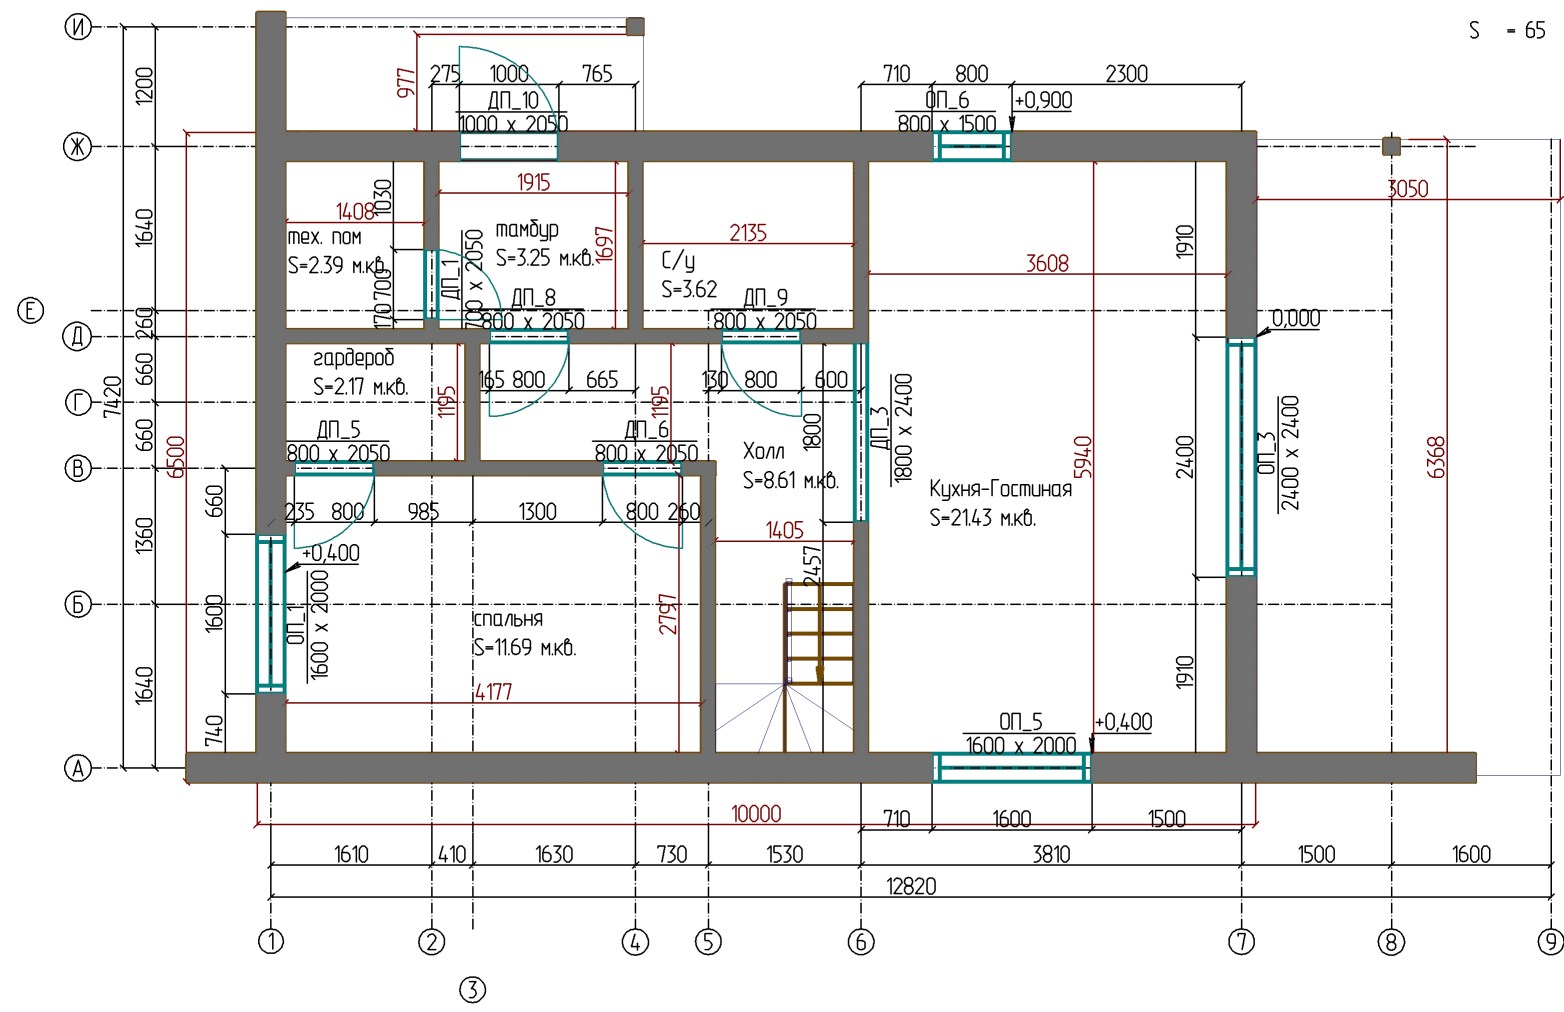 И
S = 65
1200
977
275 1000 765
710 800 2300
ДП_10
1000 x 2050
ОП_6
800 x 1500
+0,900
Ж
1640
1030
1408
1915
2135
3608
1910
3050
тех. пом
S=2.39 м.кв.
тамбур
S=3.25 м.кв.
1697
С/у
S=3.62
700
170
ДП_1
700 x 2050
ДП_8
800 x 2050
ДП_9
800 x 2050
Е
260
Д
0,000
гардероб
S=2.17 м.кв.
660
7420
1195
165 800 665
1195
130 800 600
Г
660
6500
ДП_5
800 x 2050
ДП_6
800 x 2050
1800
ДП_3
1800 x 2400
5940
2400
ОП_3
2400 x 2400
6368
Холл
S=8.61 м.кв.
Кухня-Гостиная
S=21.43 м.кв.
В
660
1360
235 800 985 1300 800 260
1405
2457
+0,400
1600
ОП_1
1600 x 2000
Б
спальня
S=11.69 м.кв.
2797
1640
740
4177
1910
ОП_5
1600 x 2000
+0,400
А
10000
710 1600 1500
1610 410 1630 730 1530 3810 1500 1600
12820
1 2 4 5 6 7 8 9
3